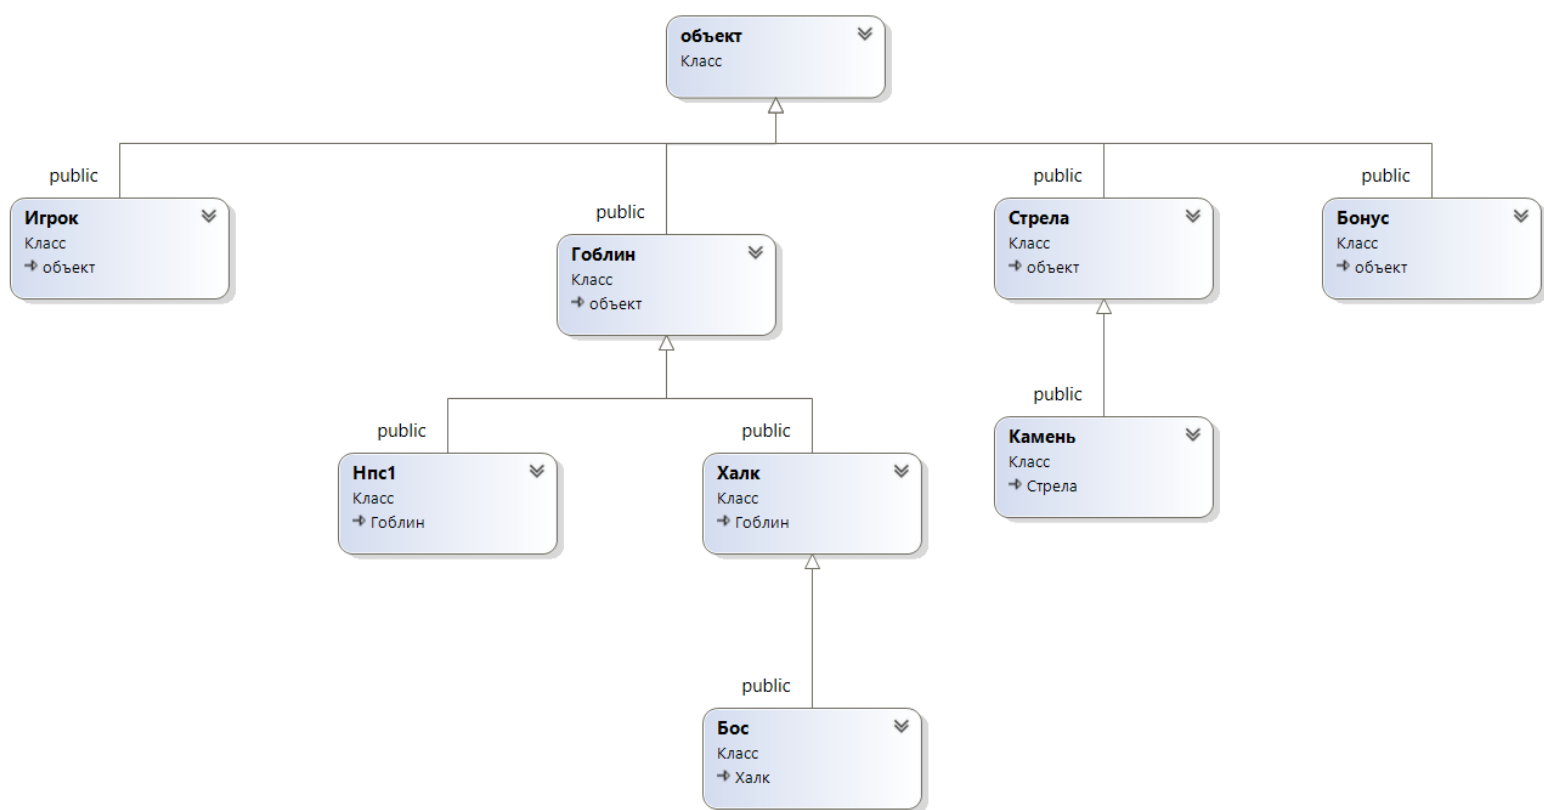 объект
Класс
public
Игрок
Класс
объект
public
Гоблин
Класс
объект
public
Стрела
Класс
объект
public
Бонус
Класс
объект
public
Нпс1
Класс
Гоблин
public
Халк
Класс
Гоблин
public
Камень
Класс
Стрела
public
Бос
Класс
Халк